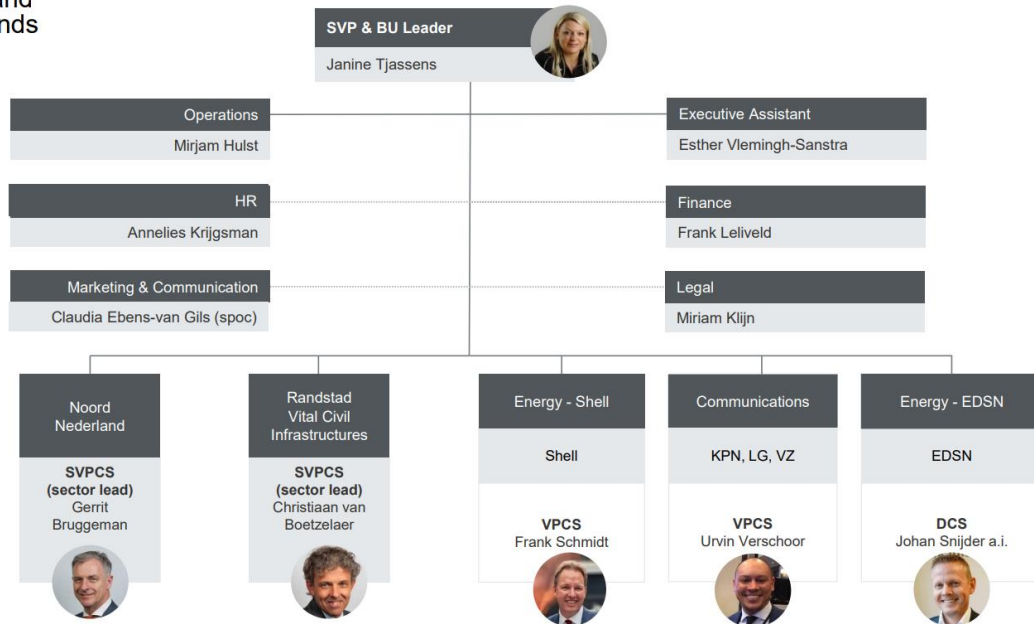 and
nds
SVP & BU Leader
Janine Tjassens
Operations
Mirjam Hulst
Executive Assistant
Esther Vlemingh-Sanstra
HR
Annelies Krijgsman
Finance
Frank Leliveld
Marketing & Communication
Claudia Ebens-van Gils (spoc)
Legal
Miriam Klijn
Noord
Nederland
SVPCS
(sector lead)
Gerrit
Bruggeman
Randstad
Vital Civil
Infrastructures
SVPCS
(sector lead)
Christiaan van
Boetzelaer
Energy - Shell
Shell
VPCS
Frank Schmidt
Communications
KPN, LG, VZ
VPCS
Urvin Verschoor
Energy - EDSN
EDSN
DCS
Johan Snijder a.i.